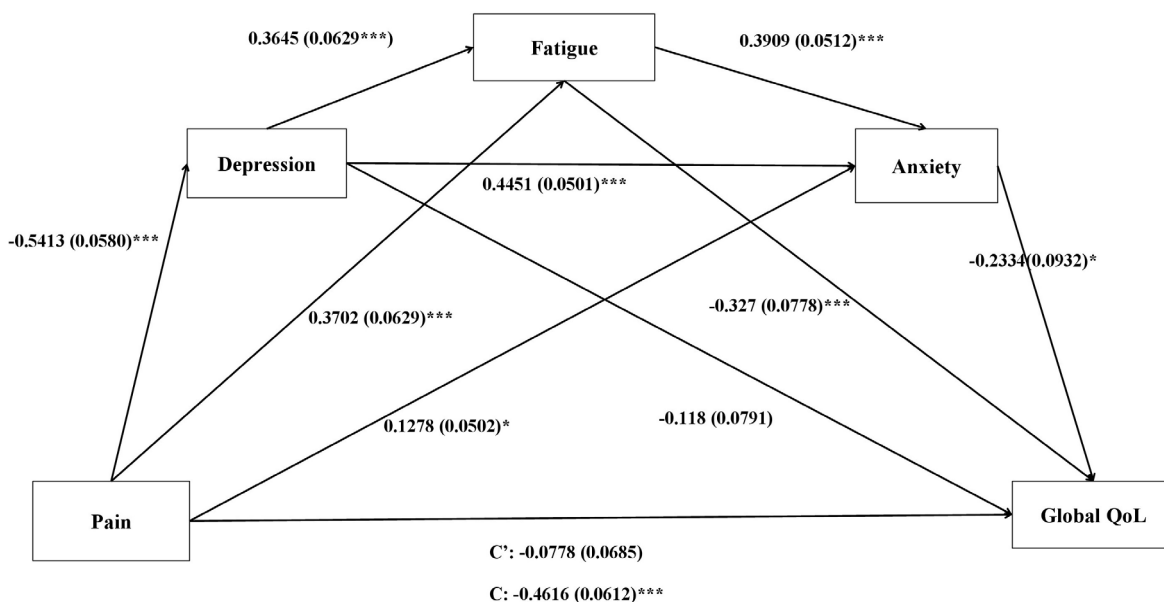 0.3645 (0.0629***)
Fatigue
0.3909 (0.0512)***
Depression
Anxiety
0.4451 (0.0501)***
-0.5413 (0.0580)***
-0.2334(0.0932)*
0.3702 (0.0629)***
-0.327 (0.0778)***
0.1278 (0.0502)*
-0.118 (0.0791)
Pain
Global QoL
C’: -0.0778 (0.0685)
C: -0.4616 (0.0612)***